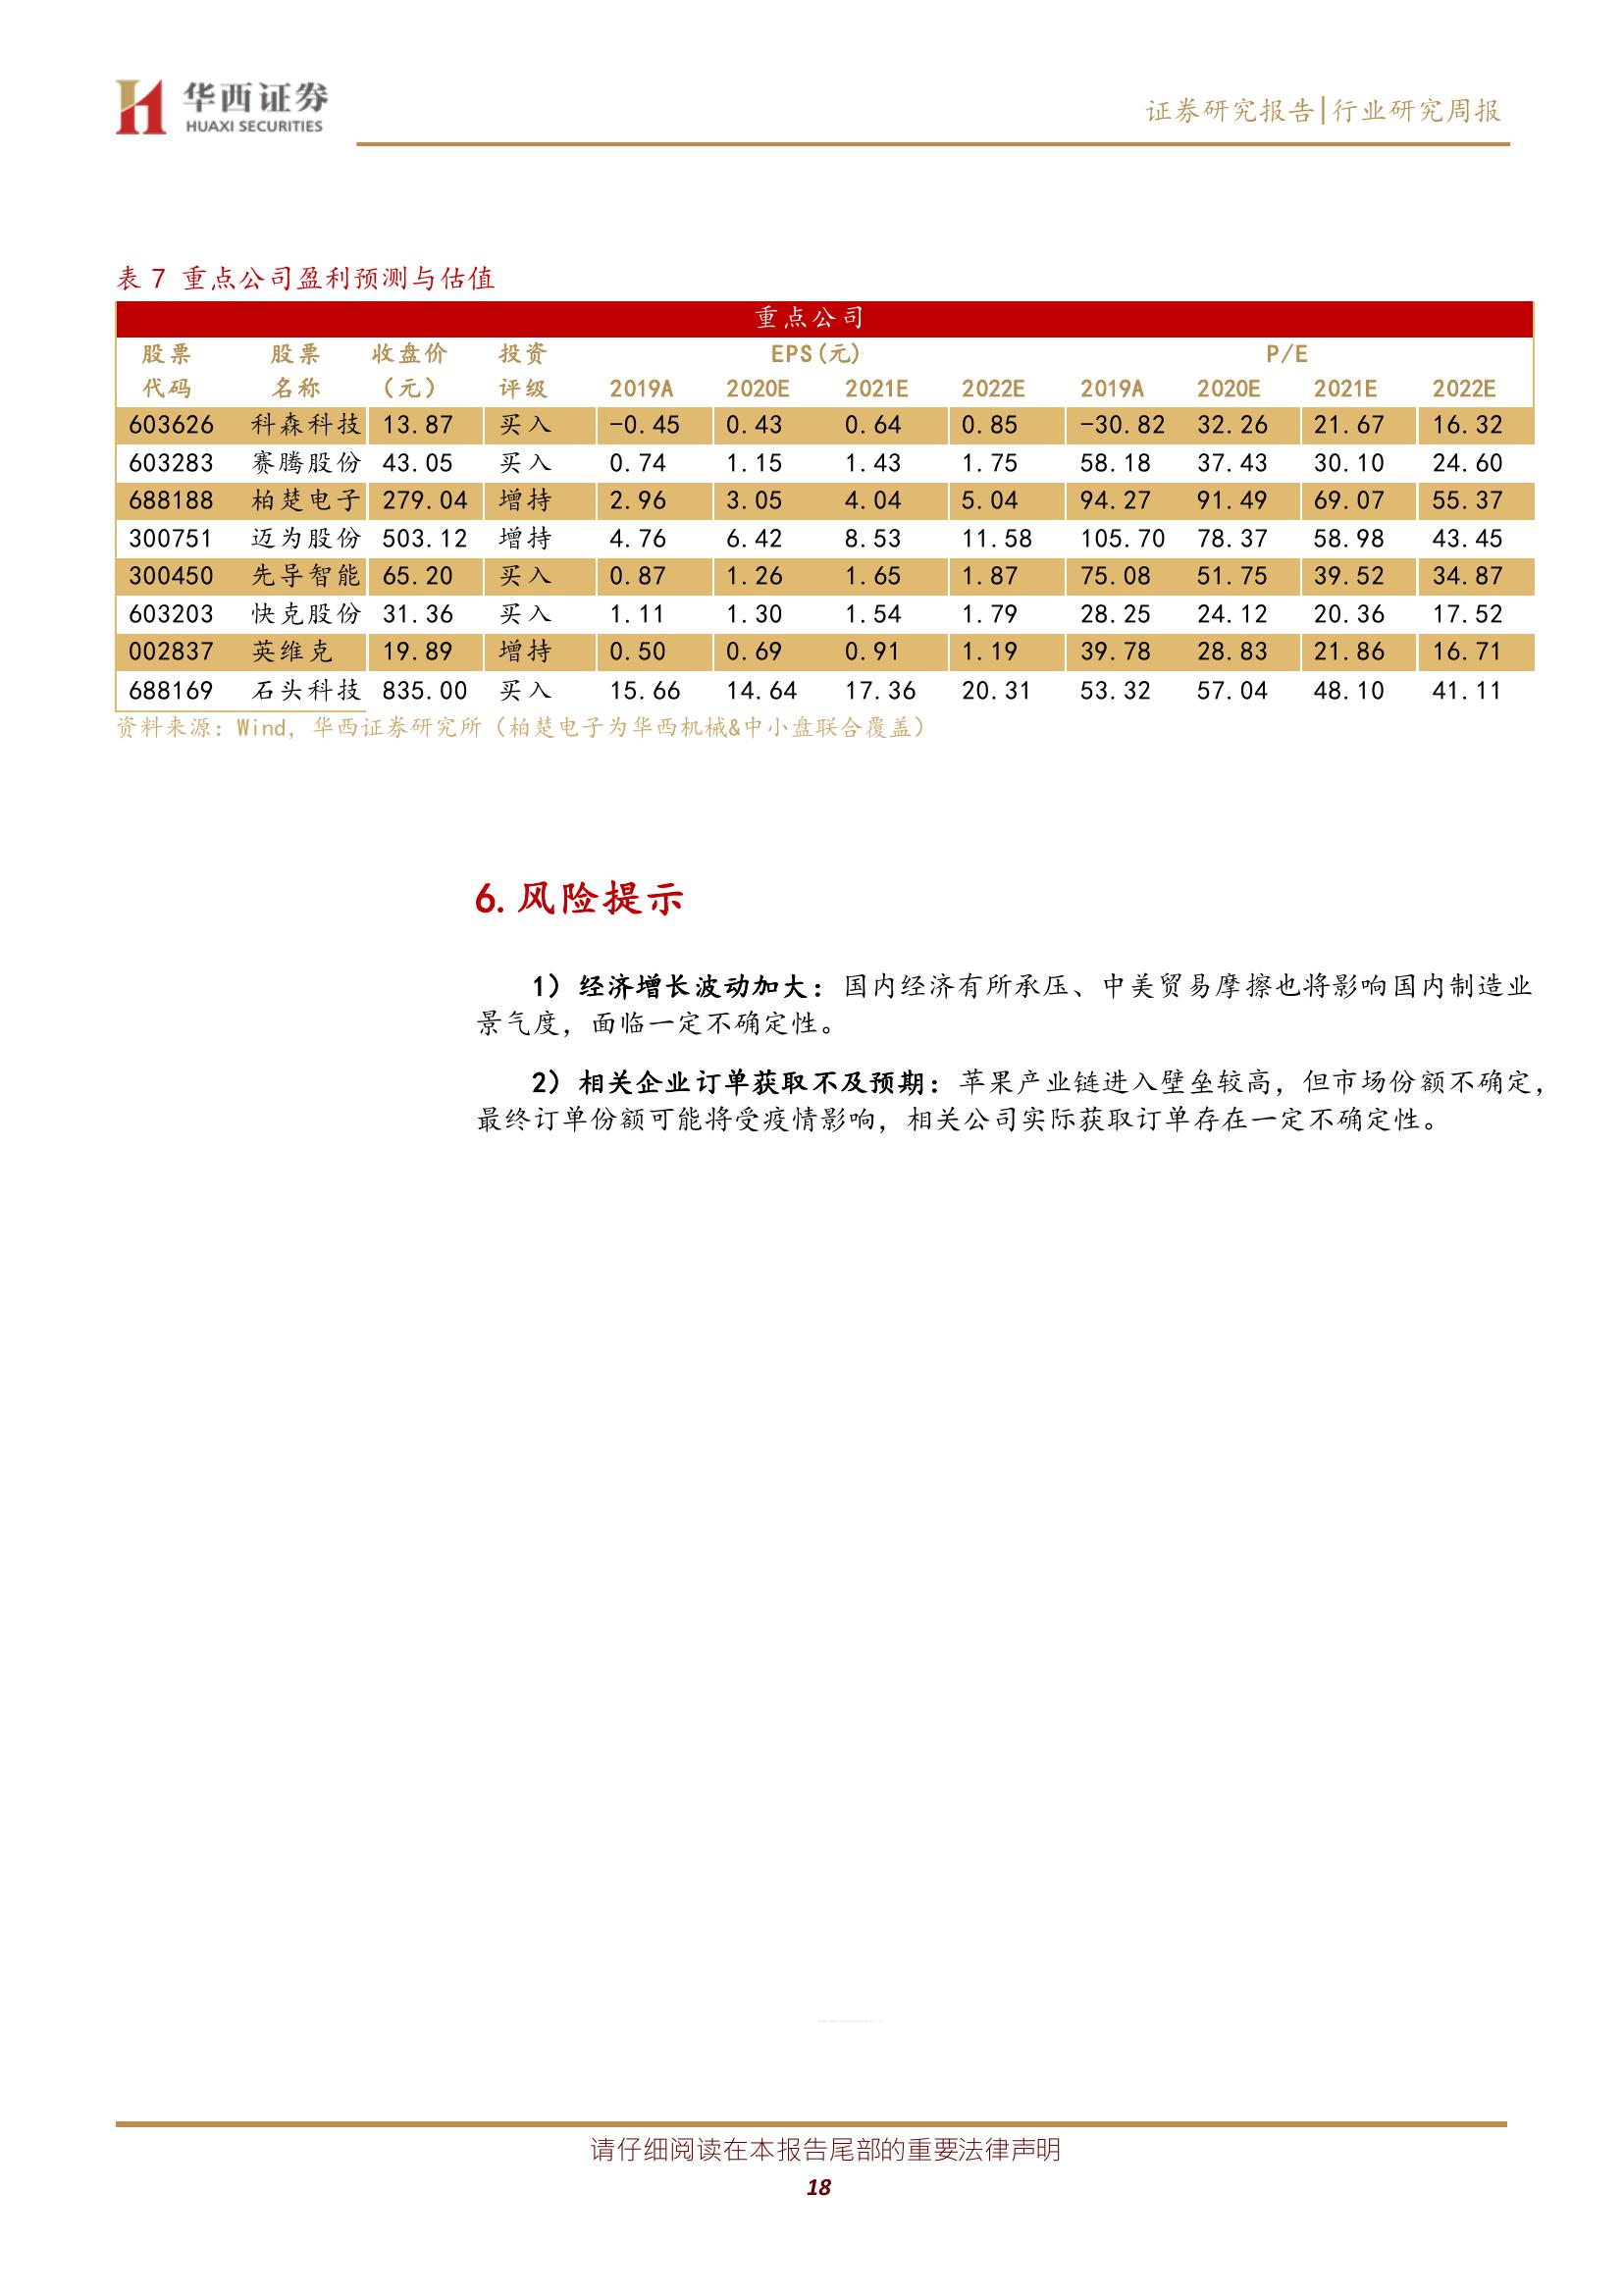 华西证券
HUAXI SECURITIES
证券研究报告|行业研究周报
表 7 重点公司盈利预测与估值
重点公司
股票 股票 收盘价 投资 EPS(元) P/E
代码 名称 （元） 评级 2019A 2020E 2021E 2022E 2019A 2020E 2021E 2022E
603626 科森科技 13.87 买入 -0.45 0.43 0.64 0.85 -30.82 32.26 21.67 16.32
603283 赛腾股份 43.05 买入 0.74 1.15 1.43 1.75 58.18 37.43 30.10 24.60
688188 柏楚电子 279.04 增持 2.96 3.05 4.04 5.04 94.27 91.49 69.07 55.37
300751 迈为股份 503.12 增持 4.76 6.42 8.53 11.58 105.70 78.37 58.98 43.45
300450 先导智能 65.20 买入 0.87 1.26 1.65 1.87 75.08 51.75 39.52 34.87
603203 快克股份 31.36 买入 1.11 1.30 1.54 1.79 28.25 24.12 20.36 17.52
002837 英维克 19.89 增持 0.50 0.69 0.91 1.19 39.78 28.83 21.86 16.71
688169 石头科技 835.00 买入 15.66 14.64 17.36 20.31 53.32 57.04 48.10 41.11
资料来源：Wind，华西证券研究所（柏楚电子为华西机械&中小盘联合覆盖）
6.风险提示
1）经济增长波动加大：国内经济有所承压、中美贸易摩擦也将影响国内制造业
景气度，面临一定不确定性。
2）相关企业订单获取不及预期：苹果产业链进入壁垒较高，但市场份额不确定，
最终订单份额可能将受疫情影响，相关公司实际获取订单存在一定不确定性。
请仔细阅读在本报告尾部的重要法律声明
18